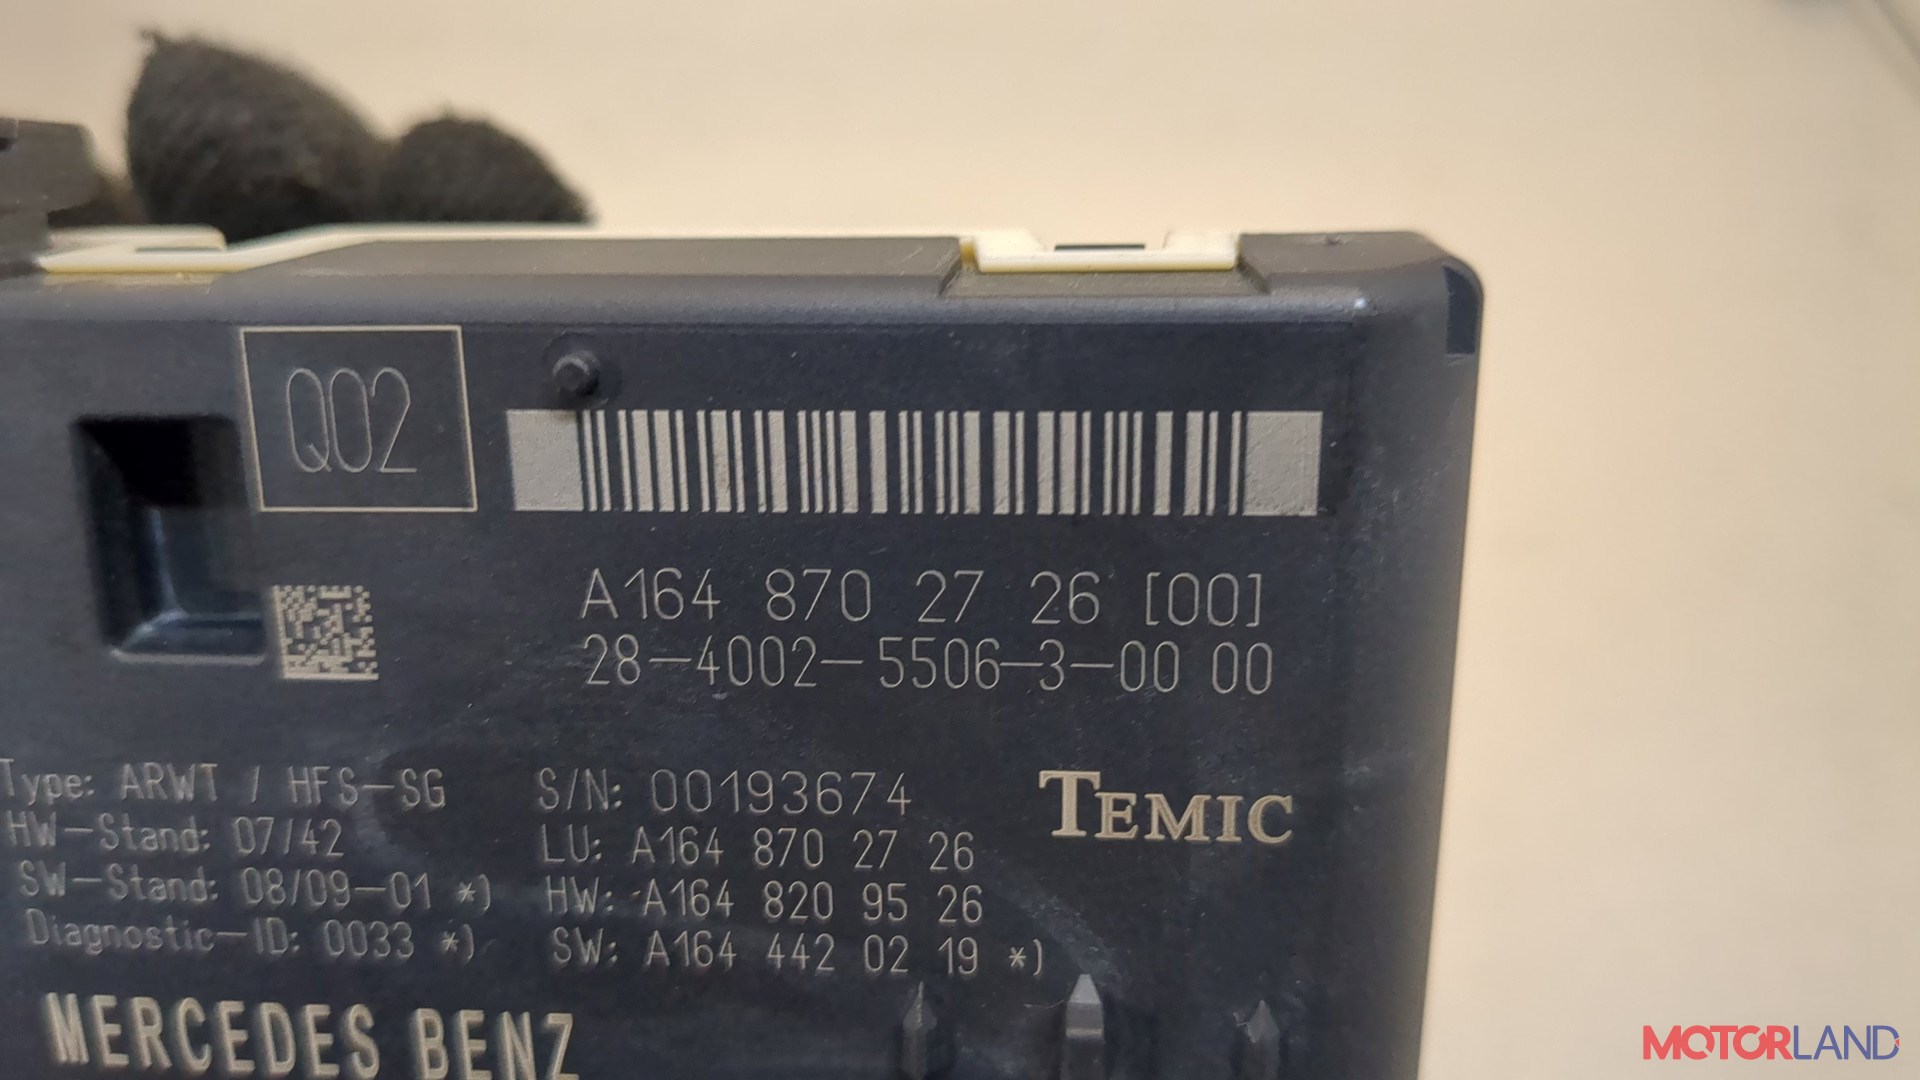 Q02
A164 870 27 26 [00]
28-4002-5506-3-00 00
Type: ARWT / HFS-SG
HW-Stand: 07/42
SW-Stand: 08/09-01 *)
Diagnostic-ID: 0033 *)
S/N: 00193674
LU: A164 870 27 26
HW: A164 820 95 26
SW: A164 442 02 19 *)
TEMIC
MERCEDES BENZ
MOTORLAND